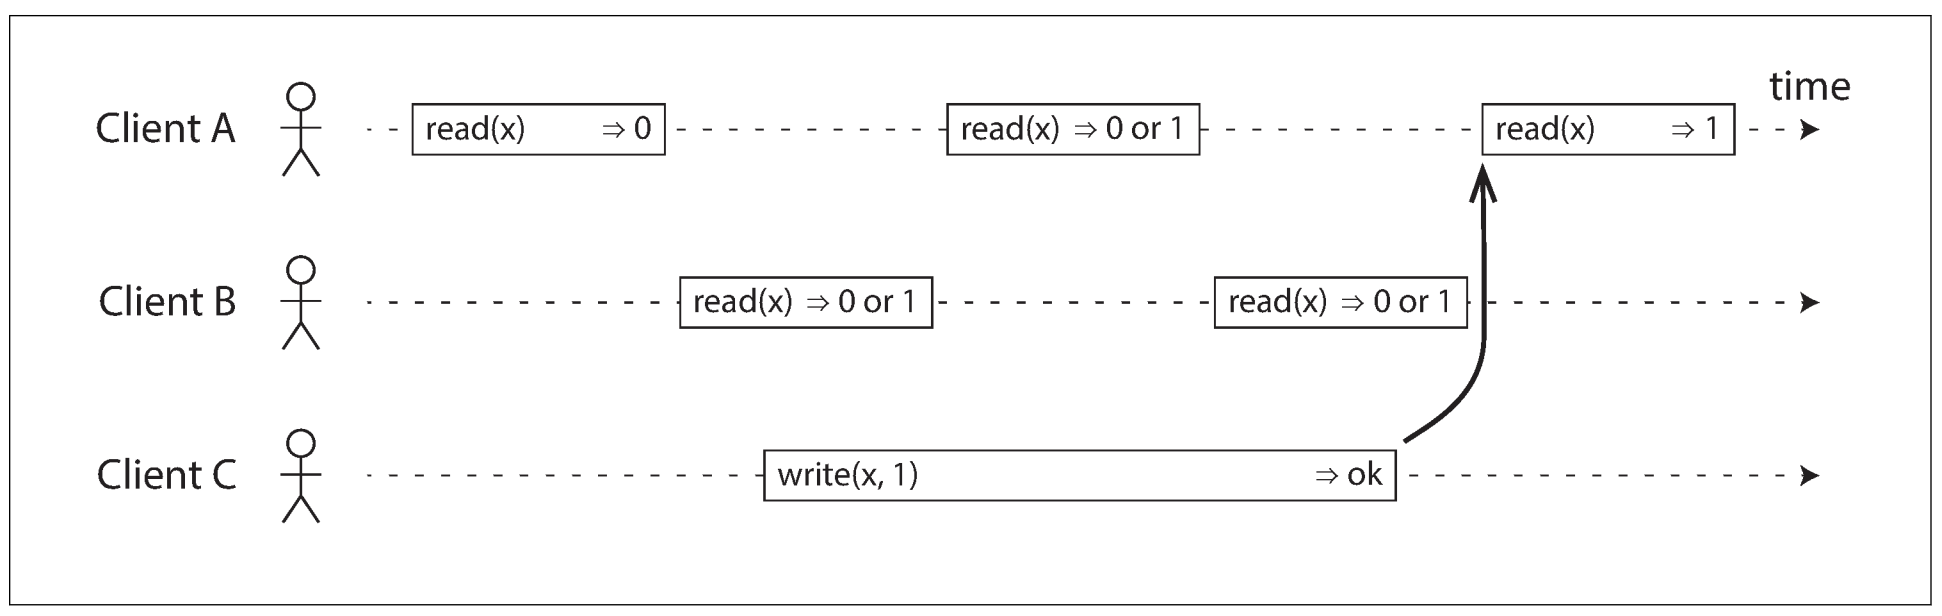 time
Client A read(x) ⇒ 0 read(x) ⇒ 0 or 1 read(x) ⇒ 1
Client B read(x) ⇒ 0 or 1 read(x) ⇒ 0 or 1
Client C write(x, 1) ⇒ ok